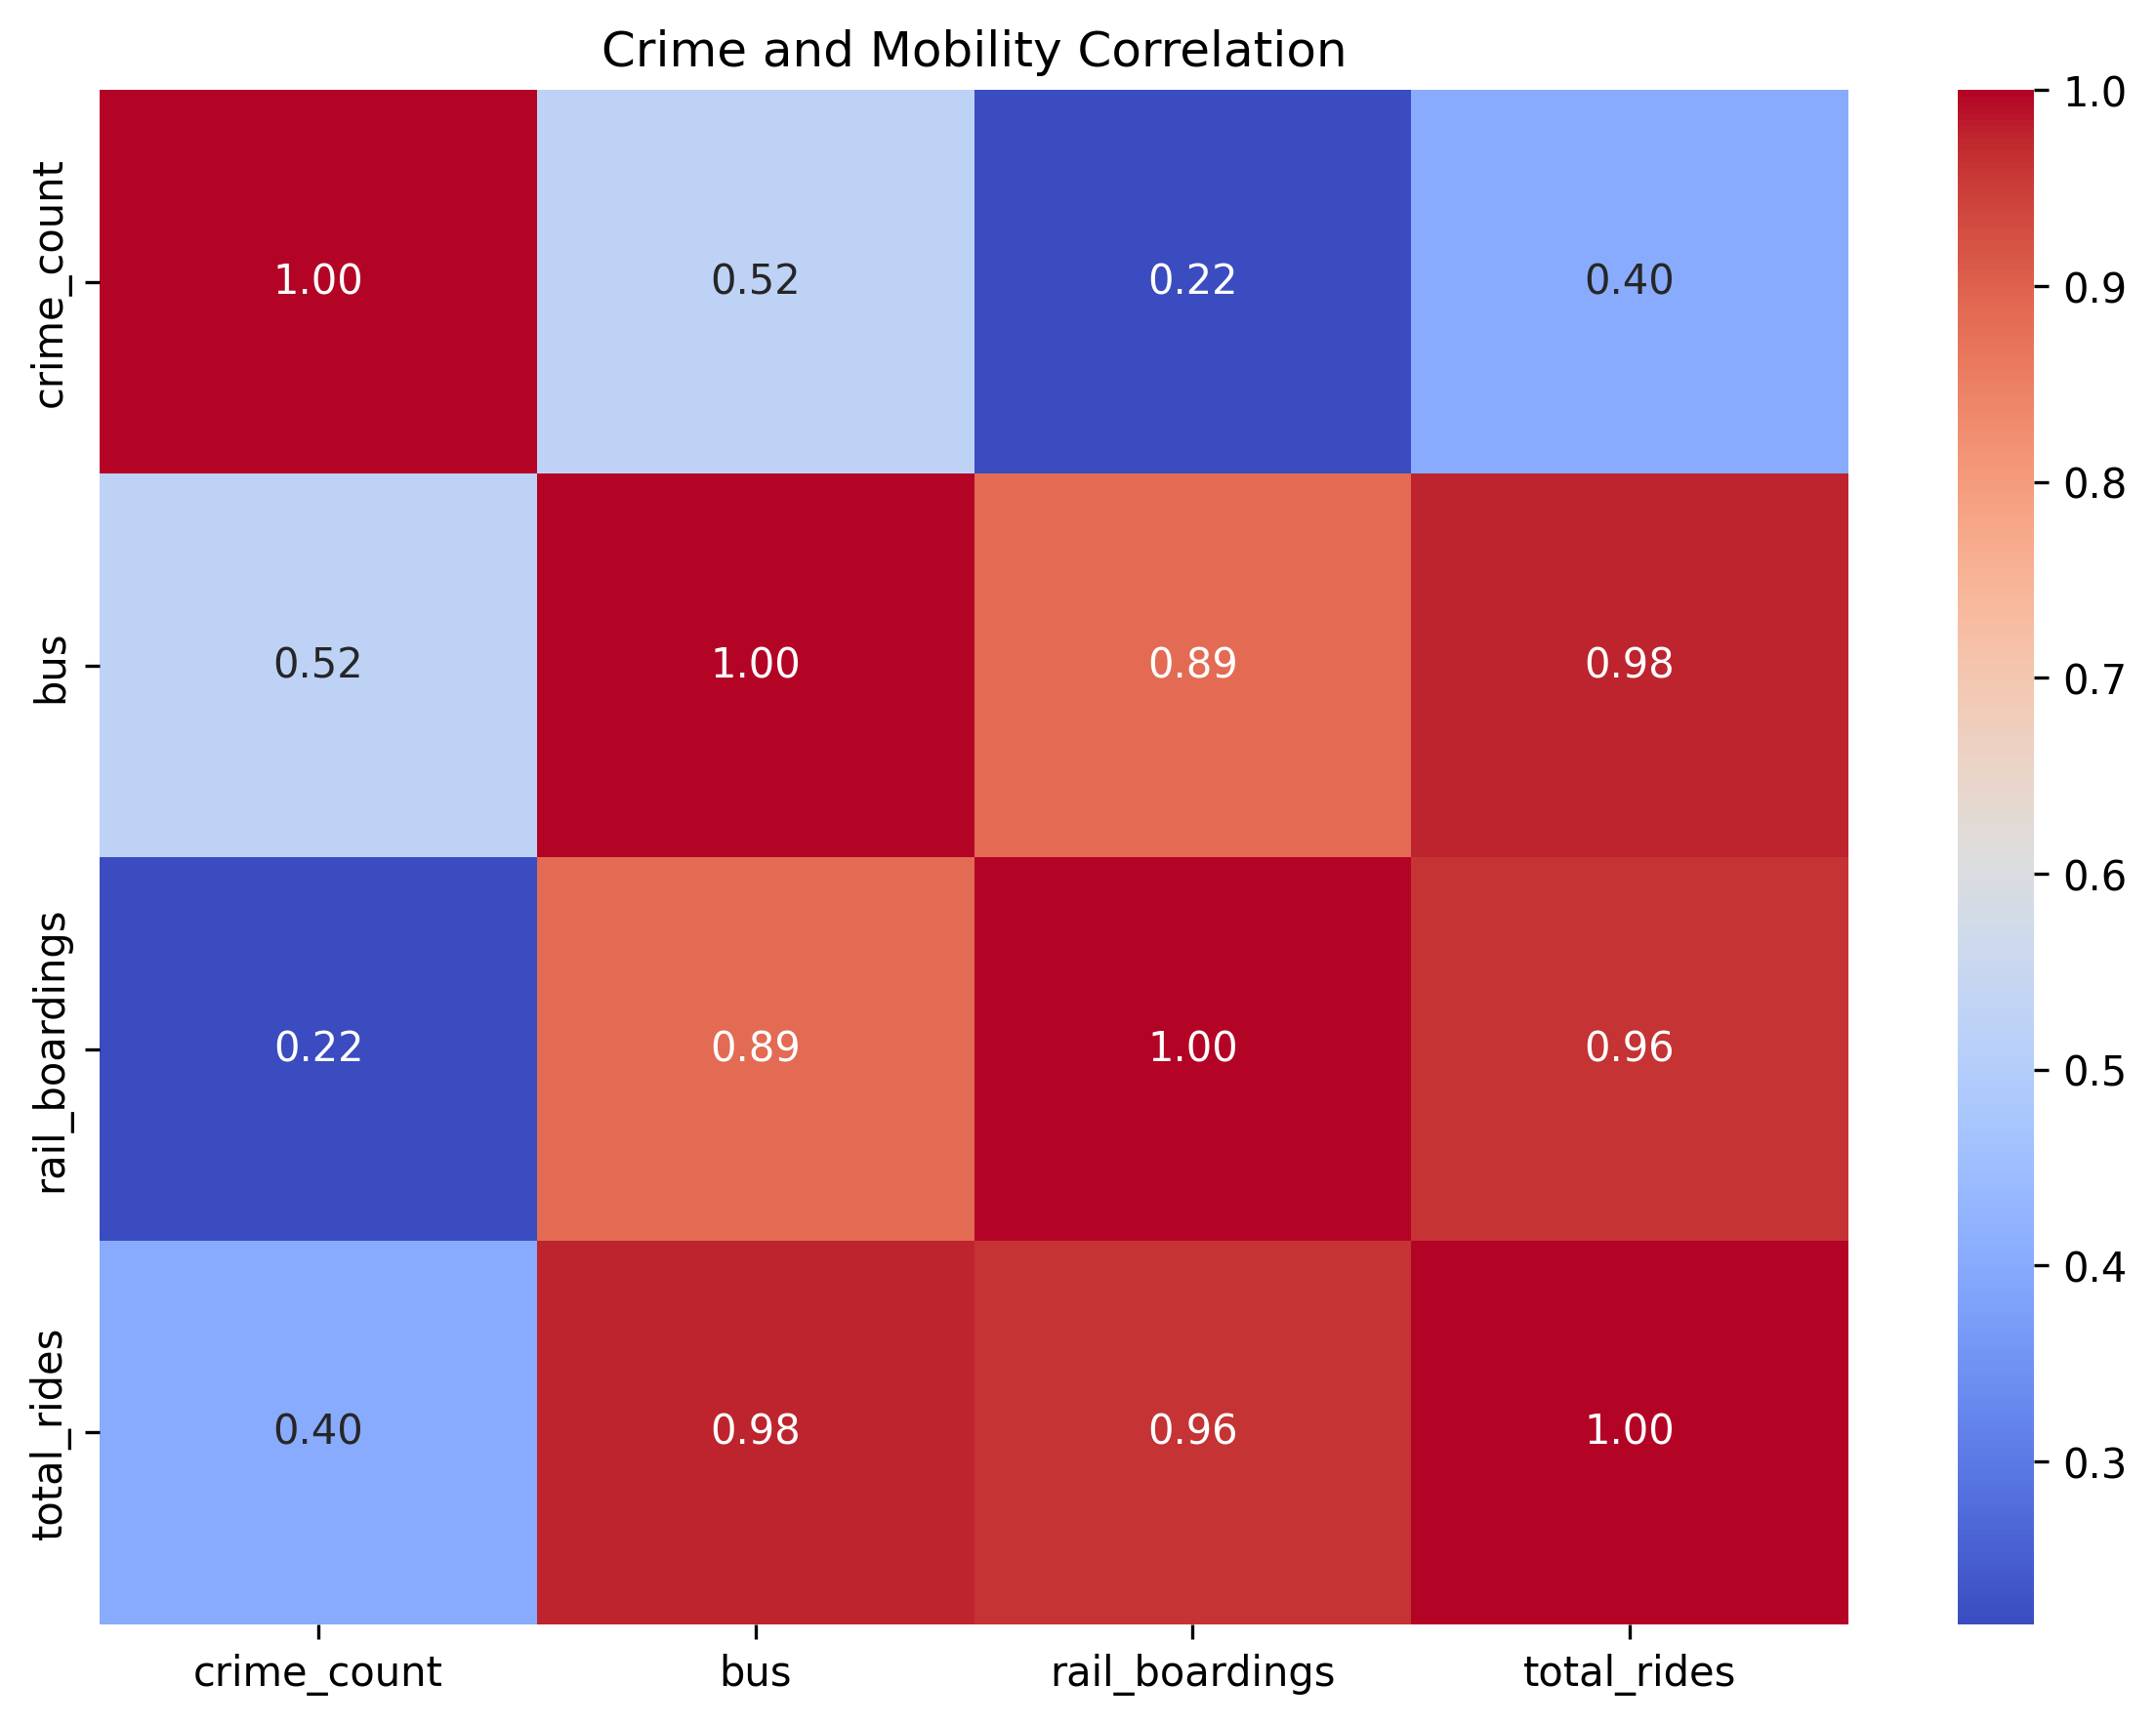 Crime and Mobility Correlation
crime_count
1.00 0.52 0.22 0.40
bus
0.52 1.00 0.89 0.98
rail_boardings
0.22 0.89 1.00 0.96
total_rides
0.40 0.98 0.96 1.00
crime_count bus rail_boardings total_rides
1.0
0.9
0.8
0.7
0.6
0.5
0.4
0.3